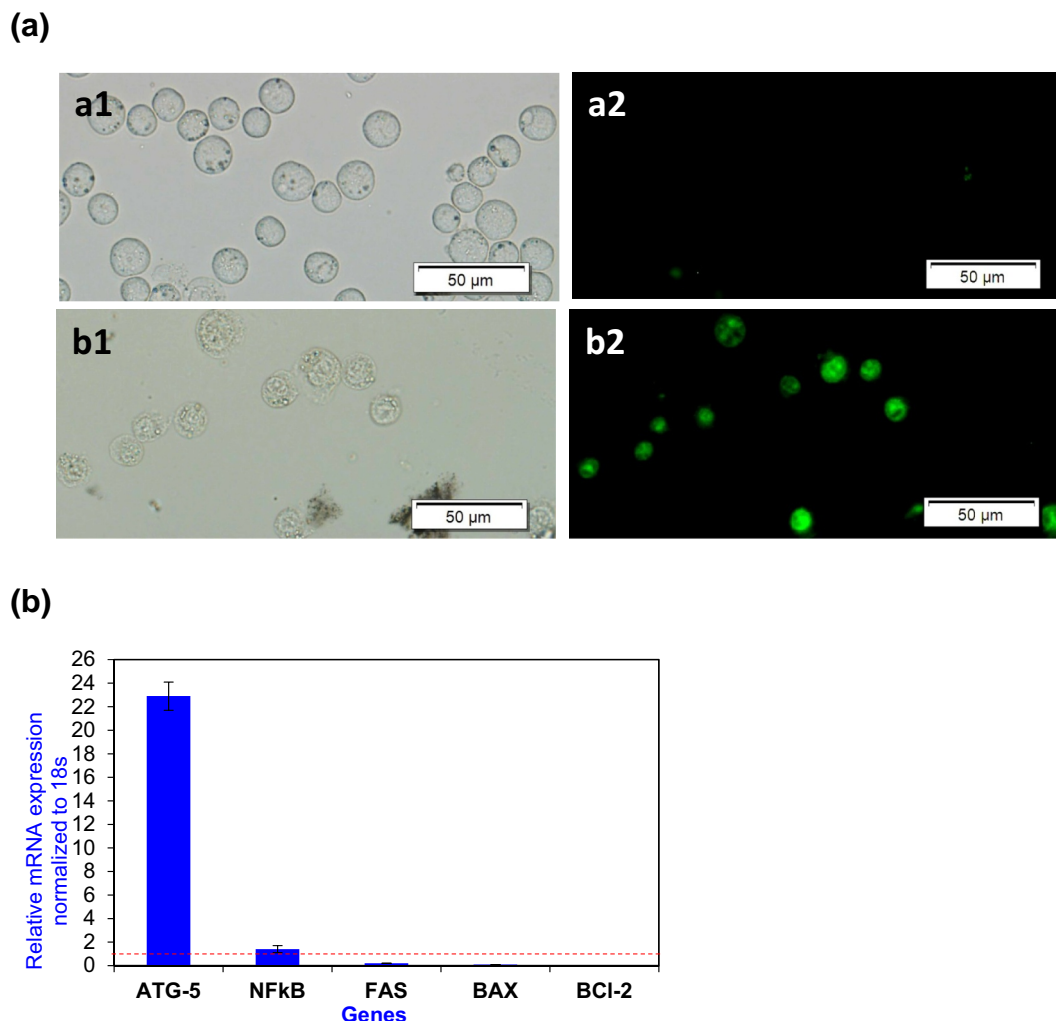 (a)
a1
a2
50 µm
50 µm
b1
b2
50 µm
50 µm
(b)
Relative mRNA expression
normalized to 18s
26
24
22
20
18
16
14
12
10
8
6
4
2
0
ATG-5 NFkB FAS BAX BCl-2
Genes